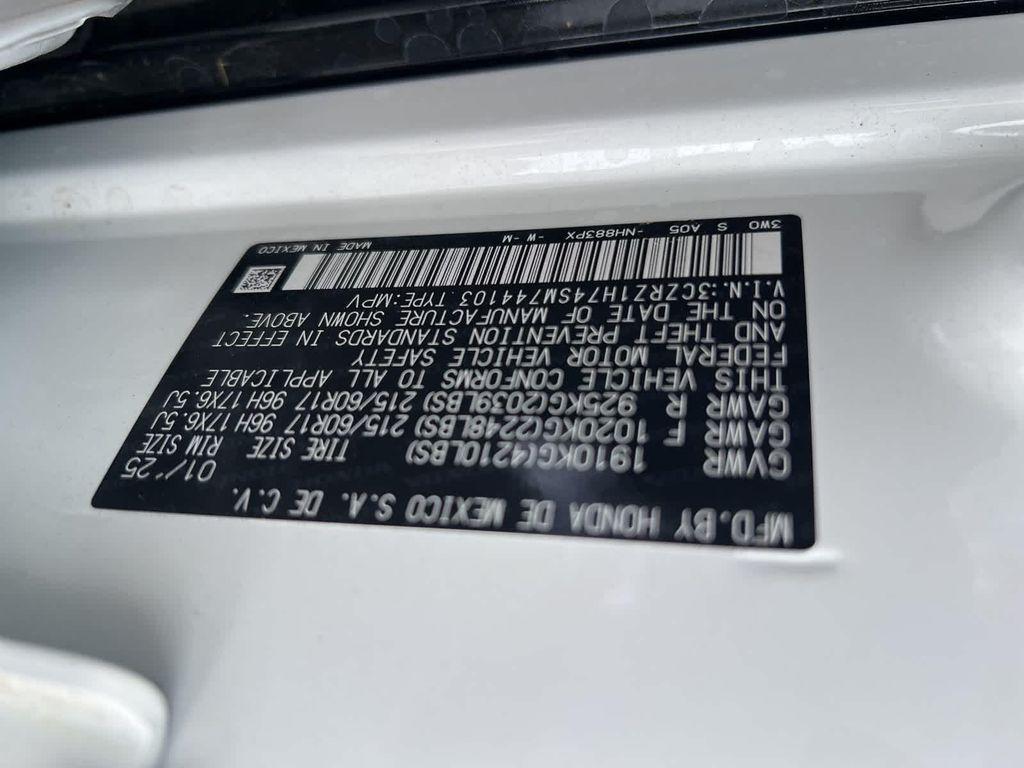 MFD. BY HONDA DE MEXICO S.A. DE C.V. 01/'25
GVWR 1910KG(4210LBS) TIRE SIZE RIM SIZE
GAWR F 1020KG(2248LBS) 215/60R17 96H 17X6.5J
GAWR R 925KG(2039LBS) 215/60R17 96H 17X6.5J
THIS VEHICLE CONFORMS TO ALL APPLICABLE
FEDERAL MOTOR VEHICLE SAFETY
AND THEFT PREVENTION STANDARDS IN EFFECT
ON THE DATE OF MANUFACTURE SHOWN ABOVE.
V.I.N.:3CZRZ1H74SM744103 TYPE:MPV
3W0 S A05 -NH883PX -W -M MADE IN MEXICO